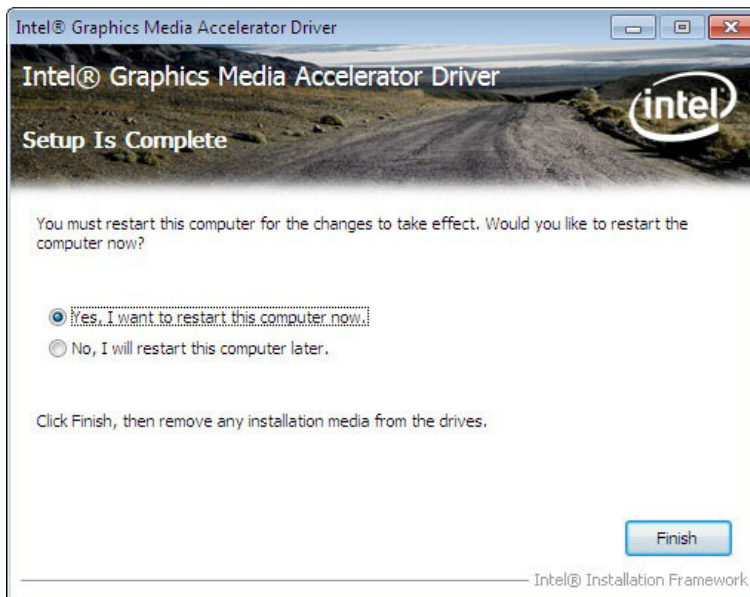 Intel® Graphics Media Accelerator Driver
Intel® Graphics Media Accelerator Driver
intel
Setup Is Complete
You must restart this computer for the changes to take effect. Would you like to restart the
computer now?
Yes, I want to restart this computer now.
No, I will restart this computer later.
Click Finish, then remove any installation media from the drives.
Finish
Intel® Installation Framework